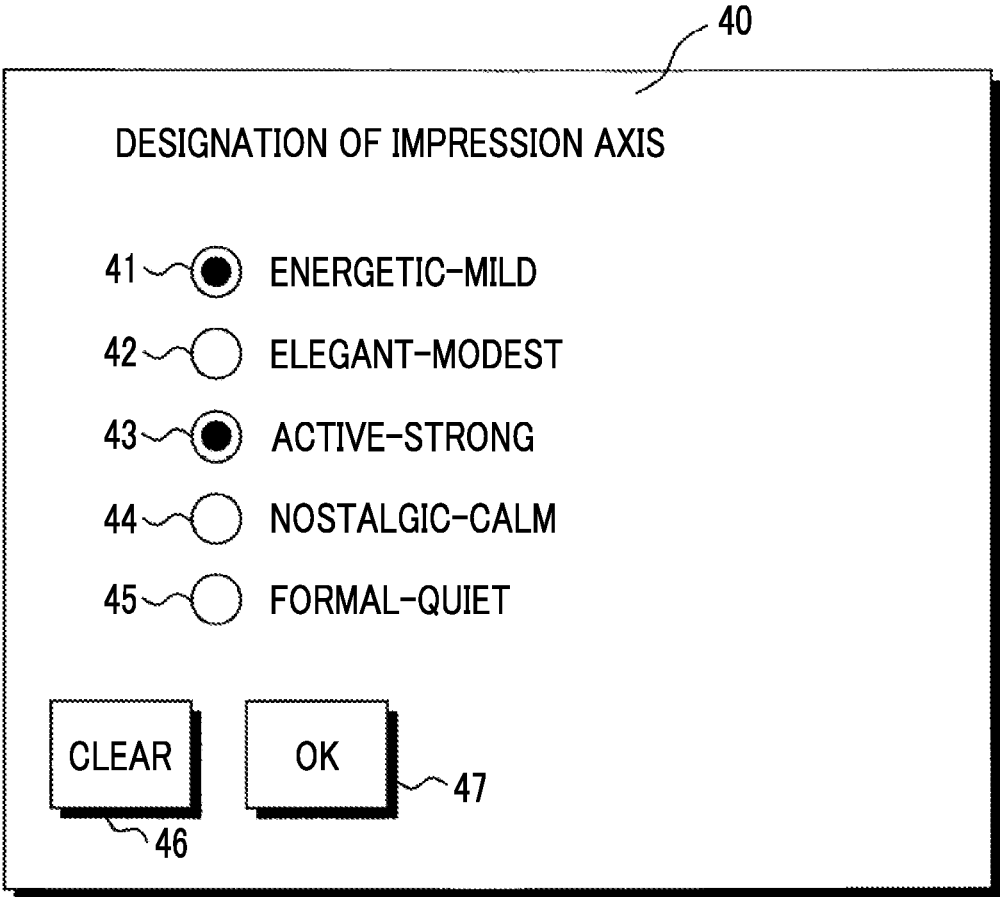 40
DESIGNATION OF IMPRESSION AXIS
41 ENERGETIC-MILD
42 ELEGANT-MODEST
43 ACTIVE-STRONG
44 NOSTALGIC-CALM
45 FORMAL-QUIET
CLEAR OK
47
46